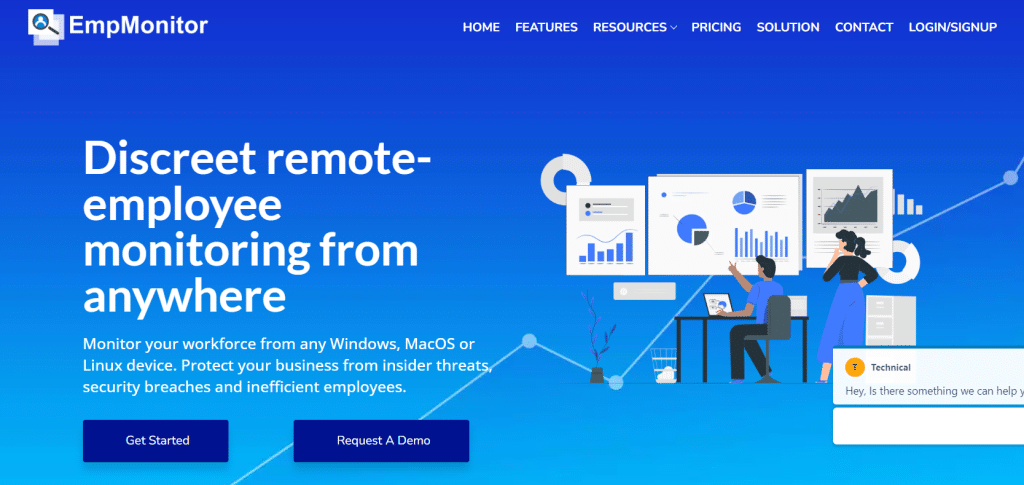 EmpMonitor
HOME FEATURES RESOURCES PRICING SOLUTION CONTACT LOGIN/SIGNUP
Discreet remote-
employee
monitoring from
anywhere
Monitor your workforce from any Windows, MacOS or
Linux device. Protect your business from insider threats,
security breaches and inefficient employees.
Get Started
Request A Demo
Technical
Hey, Is there something we can help